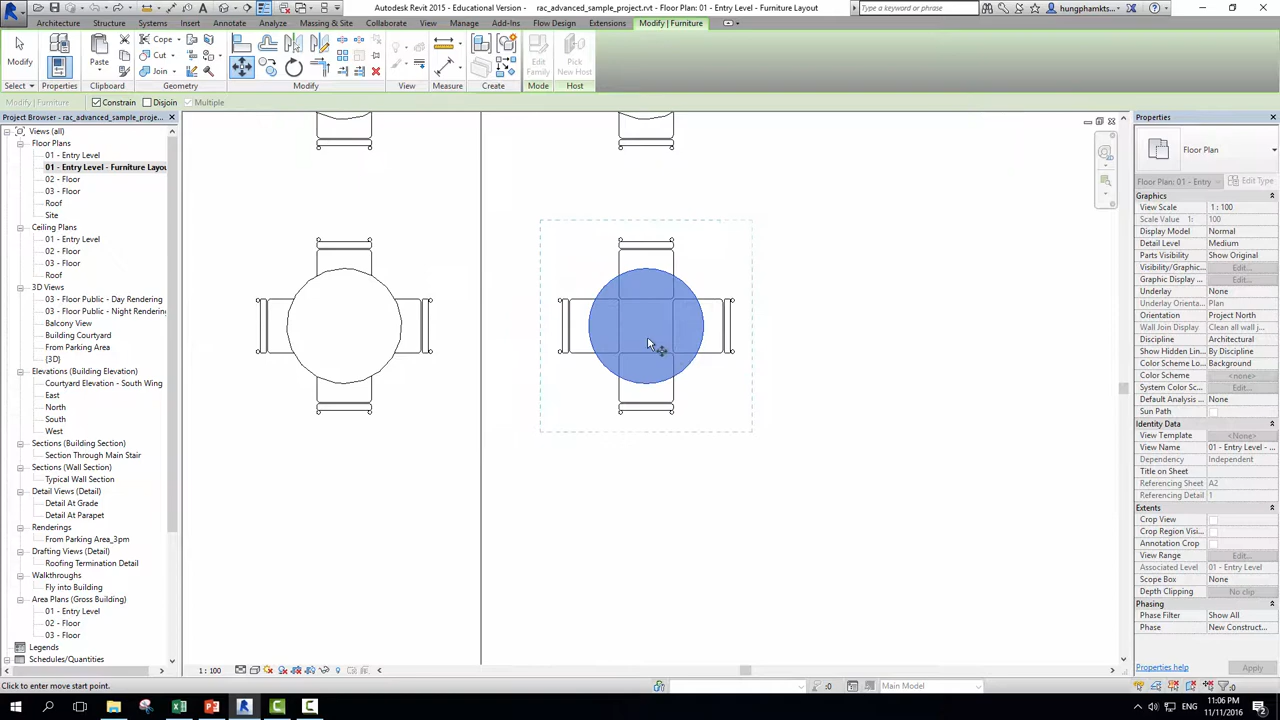 Autodesk Revit 2015 - Educational Version - rac_advanced_sample_project.rvt - Floor Plan: 01 - Entry Level - Furniture Layout
Type a keyword or phrase
hungphamkts...
Architecture Structure Systems Insert Annotate Analyze Massing & Site Collaborate View Manage Add-Ins Flow Design Extensions Modify | Furniture
Modify
Paste
Cope
Cut
Join
Edit Family
Pick New Host
Select Properties Clipboard Geometry Modify View Measure Create Mode Host
Modify | Furniture Constrain Disjoin Multiple
Project Browser - rac_advanced_sample_proje...
Views (all)
Floor Plans
01 - Entry Level
01 - Entry Level - Furniture Layou
02 - Floor
03 - Floor
Roof
Site
Ceiling Plans
01 - Entry Level
02 - Floor
03 - Floor
Roof
3D Views
03 - Floor Public - Day Rendering
03 - Floor Public - Night Rendering
Balcony View
Building Courtyard
From Parking Area
{3D}
Elevations (Building Elevation)
Courtyard Elevation - South Wing
East
North
South
West
Sections (Building Section)
Section Through Main Stair
Sections (Wall Section)
Typical Wall Section
Detail Views (Detail)
Detail At Grade
Detail At Parapet
Renderings
From Parking Area_3pm
Drafting Views (Detail)
Roofing Termination Detail
Walkthroughs
Fly into Building
Area Plans (Gross Building)
01 - Entry Level
02 - Floor
03 - Floor
Legends
Schedules/Quantities
1 : 100
Properties
Floor Plan
Floor Plan: 01 - Entry Edit Type
Graphics
View Scale 1 : 100
Scale Value 1: 100
Display Model Normal
Detail Level Medium
Parts Visibility Show Original
Visibility/Graphic... Edit...
Graphic Display ... Edit...
Underlay None
Underlay Orienta... Plan
Orientation Project North
Wall Join Display Clean all wall j...
Discipline Architectural
Show Hidden Lin... By Discipline
Color Scheme Lo... Background
Color Scheme <none>
System Color Sc... Edit...
Default Analysis ... None
Sun Path
Identity Data
View Template <None>
View Name 01 - Entry Level - ...
Dependency Independent
Title on Sheet
Referencing Sheet A2
Referencing Detail 1
Extents
Crop View
Crop Region Visi...
Annotation Crop
View Range Edit...
Associated Level 01 - Entry Level
Scope Box None
Depth Clipping No clip
Phasing
Phase Filter Show All
Phase New Construct...
Properties help Apply
Click to enter move start point. :0 Main Model :0
ENG 11:06 PM
11/11/2016